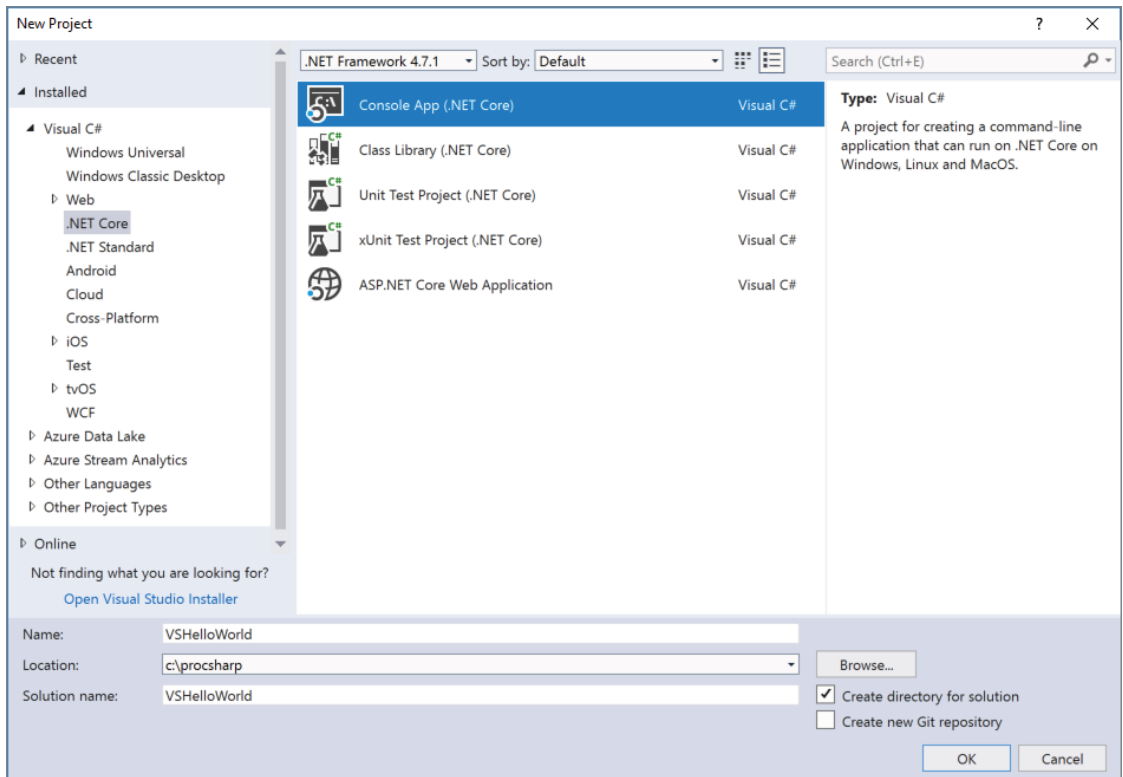 New Project
?
Recent
Installed
Visual C#
Windows Universal
Windows Classic Desktop
Web
.NET Core
.NET Standard
Android
Cloud
Cross-Platform
iOS
Test
tvOS
WCF
Azure Data Lake
Azure Stream Analytics
Other Languages
Other Project Types
Online
Not finding what you are looking for?
Open Visual Studio Installer
.NET Framework 4.7.1 Sort by: Default
C:\ Console App (.NET Core) Visual C#
C# Class Library (.NET Core) Visual C#
C# Unit Test Project (.NET Core) Visual C#
C# xUnit Test Project (.NET Core) Visual C#
ASP.NET Core Web Application Visual C#
Search (Ctrl+E)
Type: Visual C#
A project for creating a command-line
application that can run on .NET Core on
Windows, Linux and MacOS.
Name: VSHelloWorld
Location: c:\procsharp Browse...
Solution name: VSHelloWorld
Create directory for solution
Create new Git repository
OK Cancel